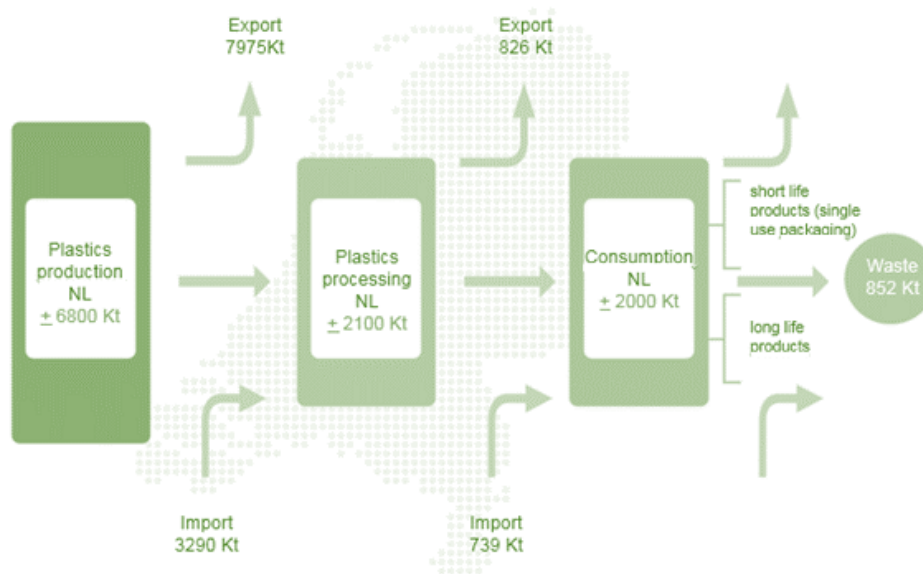 Export
7975Kt
Export
826 Kt
Plastics
production
NL
± 6800 Kt
Plastics
processing
NL
± 2100 Kt
Consumption
NL
± 2000 Kt
short life
products (single
use packaging)
long life
products
Waste
852 Kt
Import
3290 Kt
Import
739 Kt